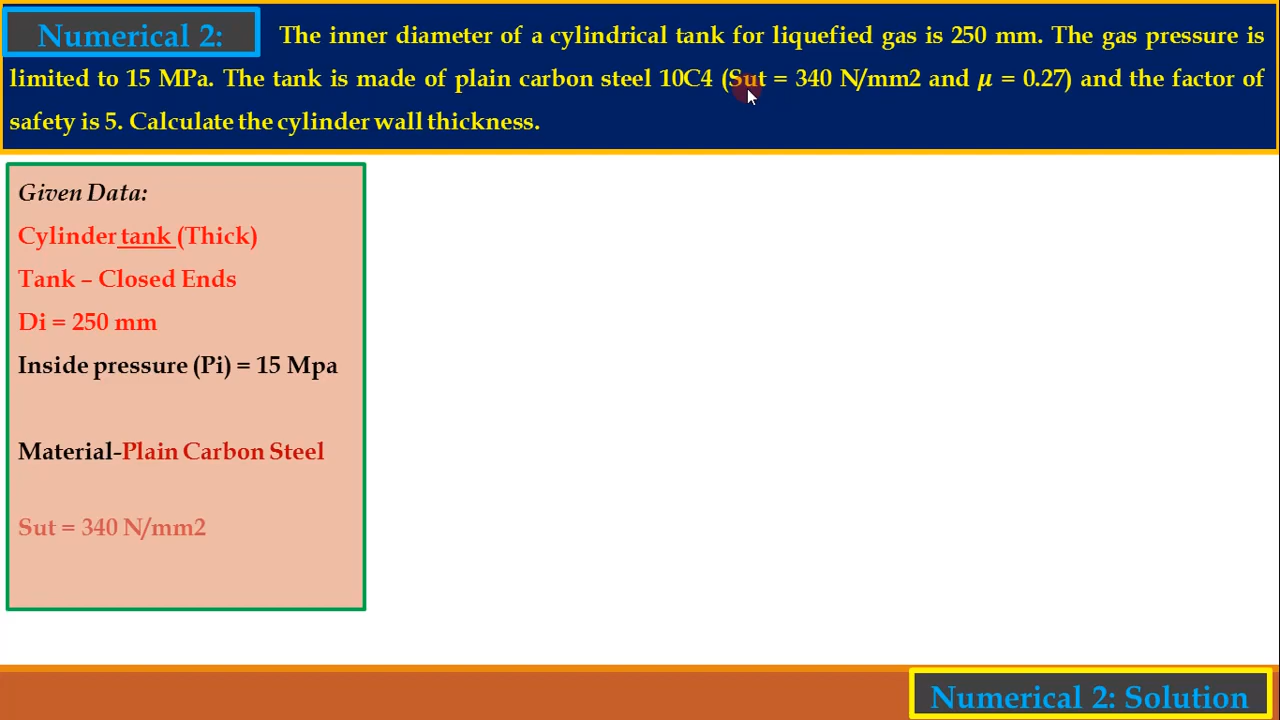 Numerical 2:
The inner diameter of a cylindrical tank for liquefied gas is 250 mm. The gas pressure is
limited to 15 MPa. The tank is made of plain carbon steel 10C4 (Sut = 340 N/mm2 and μ = 0.27) and the factor of
safety is 5. Calculate the cylinder wall thickness.
Given Data:
Cylinder tank (Thick)
Tank – Closed Ends
Di = 250 mm
Inside pressure (Pi) = 15 Mpa
Material-Plain Carbon Steel
Sut = 340 N/mm2
Numerical 2: Solution